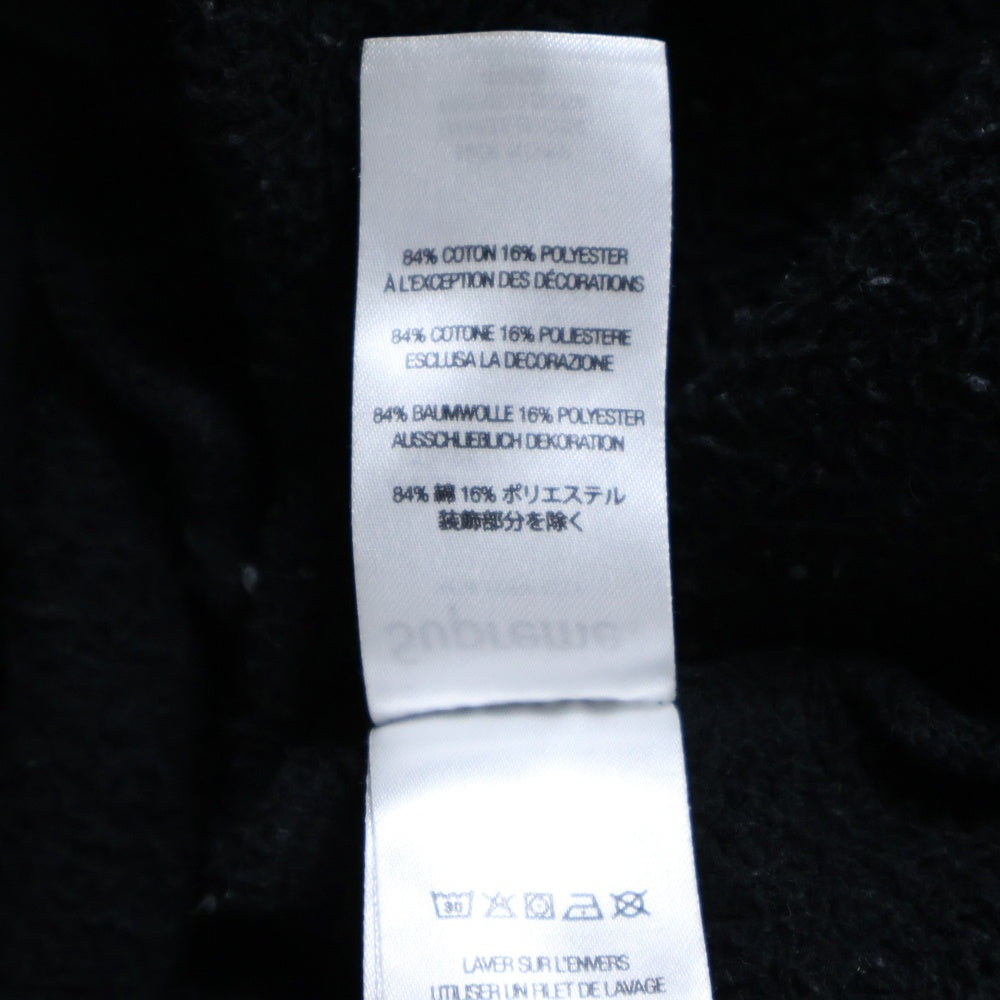 84% COTON 16% POLYESTER
À L'EXCEPTION DES DÉCORATIONS
84% COTONE 16% POLIESTERE
ESCLUSA LA DECORAZIONE
84% BAUMWOLLE 16% POLYESTER
AUSSCHLIEBLICH DEKORATION
84% 綿 16% ポリエステル
装飾部分を除く
Supreme.
30
LAVER SUR L'ENVERS
UTILISER UN FILET DE LAVAGE